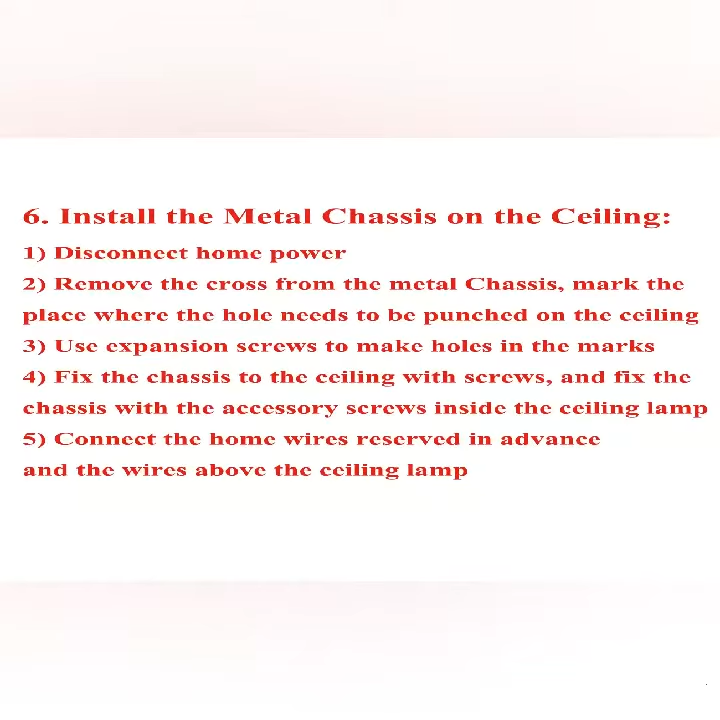 6. Install the Metal Chassis on the Ceiling:
1) Disconnect home power
2) Remove the cross from the metal Chassis, mark the
place where the hole needs to be punched on the ceiling
3) Use expansion screws to make holes in the marks
4) Fix the chassis to the ceiling with screws, and fix the
chassis with the accessory screws inside the ceiling lamp
5) Connect the home wires reserved in advance
and the wires above the ceiling lamp